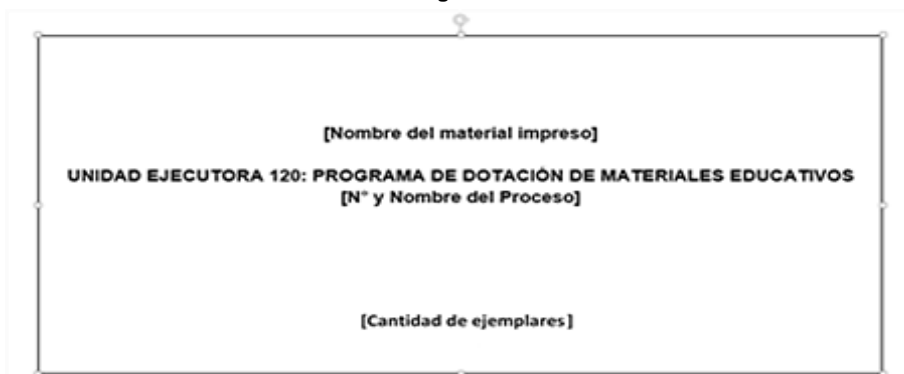 [Nombre del material impreso]
UNIDAD EJECUTORA 120: PROGRAMA DE DOTACIÓN DE MATERIALES EDUCATIVOS
[N° y Nombre del Proceso]
[Cantidad de ejemplares]